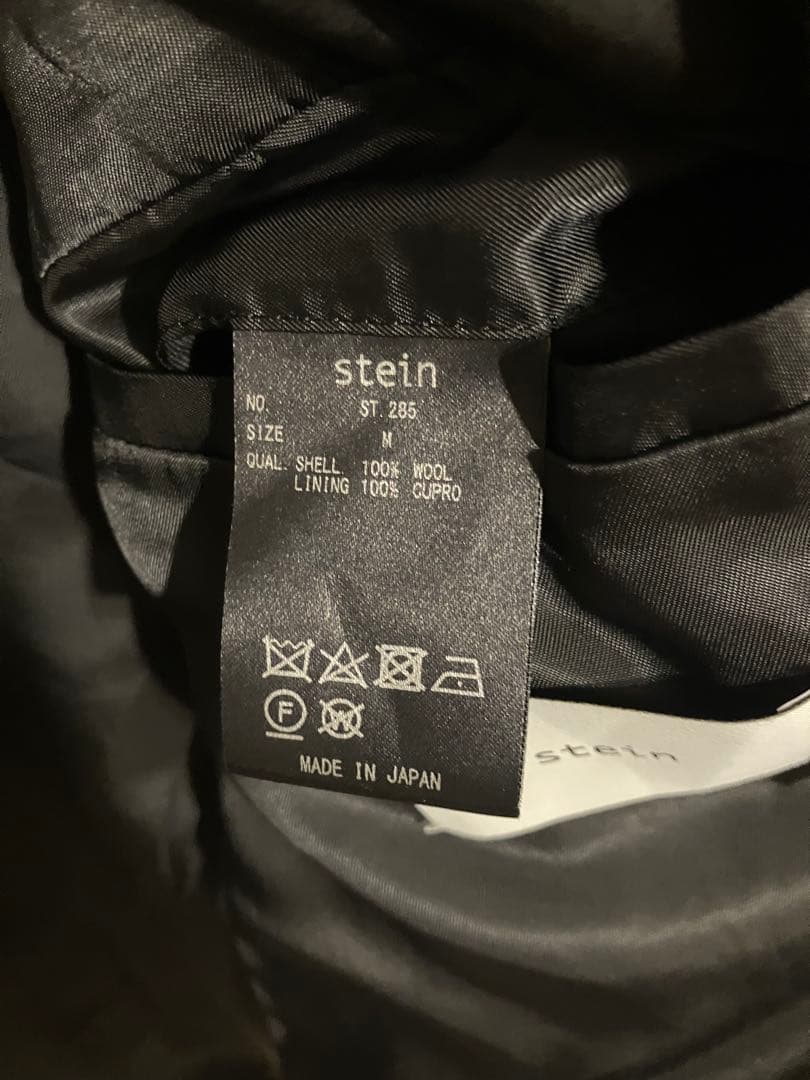 stein
NO. ST.285
SIZE M
QUAL. SHELL. 100% WOOL
LINING 100% CUPRO
F W
MADE IN JAPAN
stein